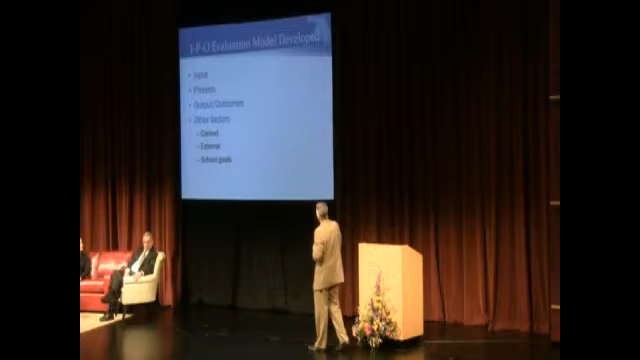 I-P-O Evaluation Model Developed
• Input
• Process
• Output/Outcomes
• Other factors
– Context
– External
– School goals